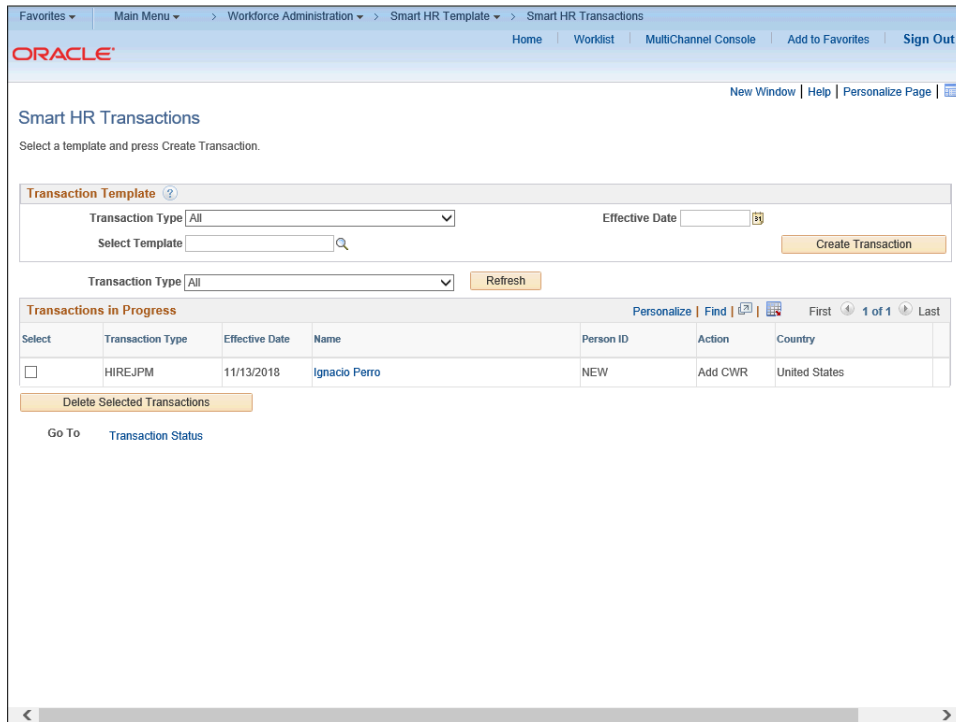 Favorites Main Menu > Workforce Administration > Smart HR Template > Smart HR Transactions
ORACLE
Home Worklist MultiChannel Console Add to Favorites Sign Out
New Window | Help | Personalize Page |
Smart HR Transactions
Select a template and press Create Transaction.
Transaction Template ?
Transaction Type All Effective Date 31
Select Template Create Transaction
Transaction Type All Refresh
Transactions in Progress Personalize | Find | | First 1 of 1 Last
Select Transaction Type Effective Date Name Person ID Action Country
HIREJPM 11/13/2018 Ignacio Perro NEW Add CWR United States
Delete Selected Transactions
Go To Transaction Status